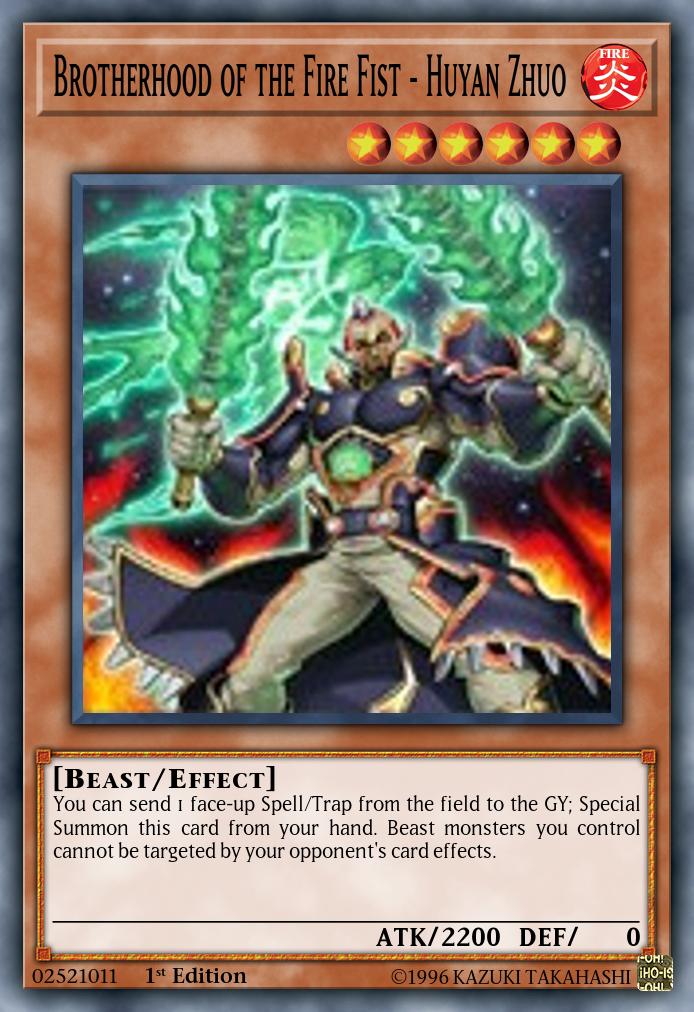 BROTHERHOOD OF THE FIRE FIST - HUYAN ZHUO
FIRE
炎
[BEAST/EFFECT]
You can send 1 face-up Spell/Trap from the field to the GY; Special
Summon this card from your hand. Beast monsters you control
cannot be targeted by your opponent's card effects.
ATK/2200 DEF/ 0
02521011 1st Edition ©1996 KAZUKI TAKAHASHI